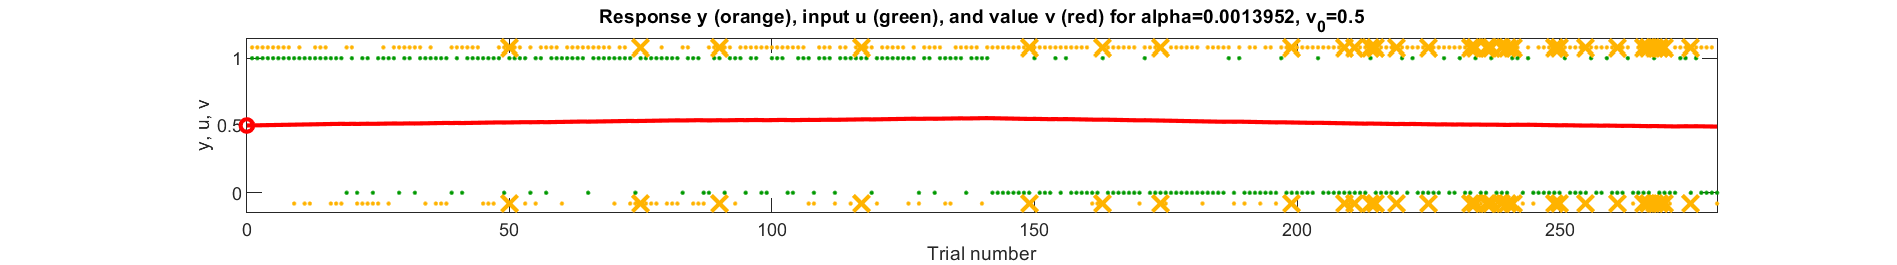 Response y (orange), input u (green), and value v (red) for alpha=0.0013952, v0=0.5
y, u, v
1
0.5
0
0 50 100 150 200 250
Trial number